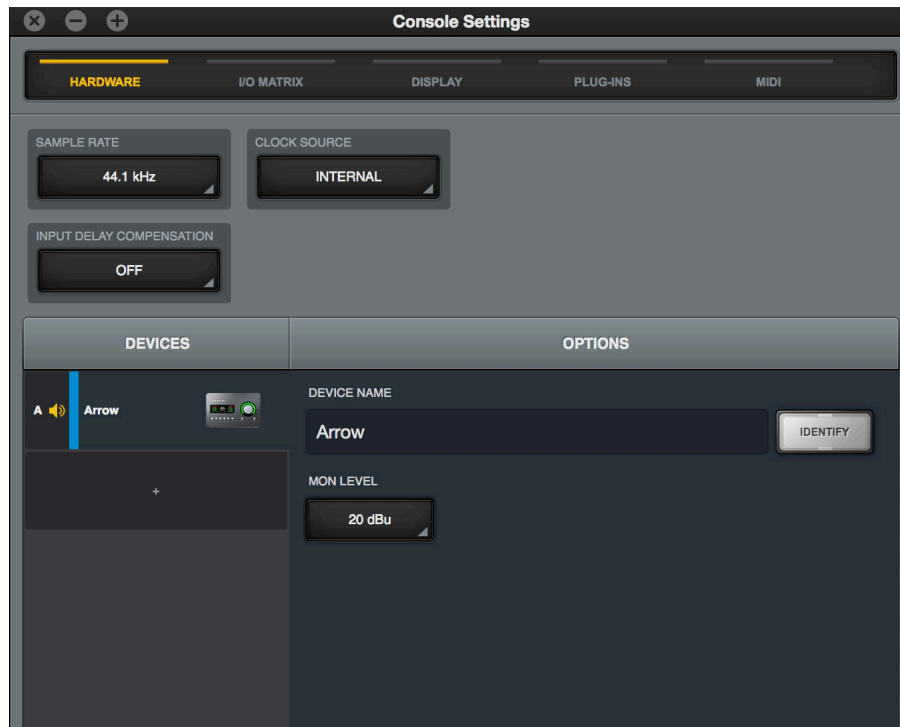 Console Settings
HARDWARE
I/O MATRIX
DISPLAY
PLUG-INS
MIDI
SAMPLE RATE
CLOCK SOURCE
44.1 kHz
INTERNAL
INPUT DELAY COMPENSATION
OFF
DEVICES
OPTIONS
A
Arrow
DEVICE NAME
Arrow
IDENTIFY
+
MON LEVEL
20 dBu